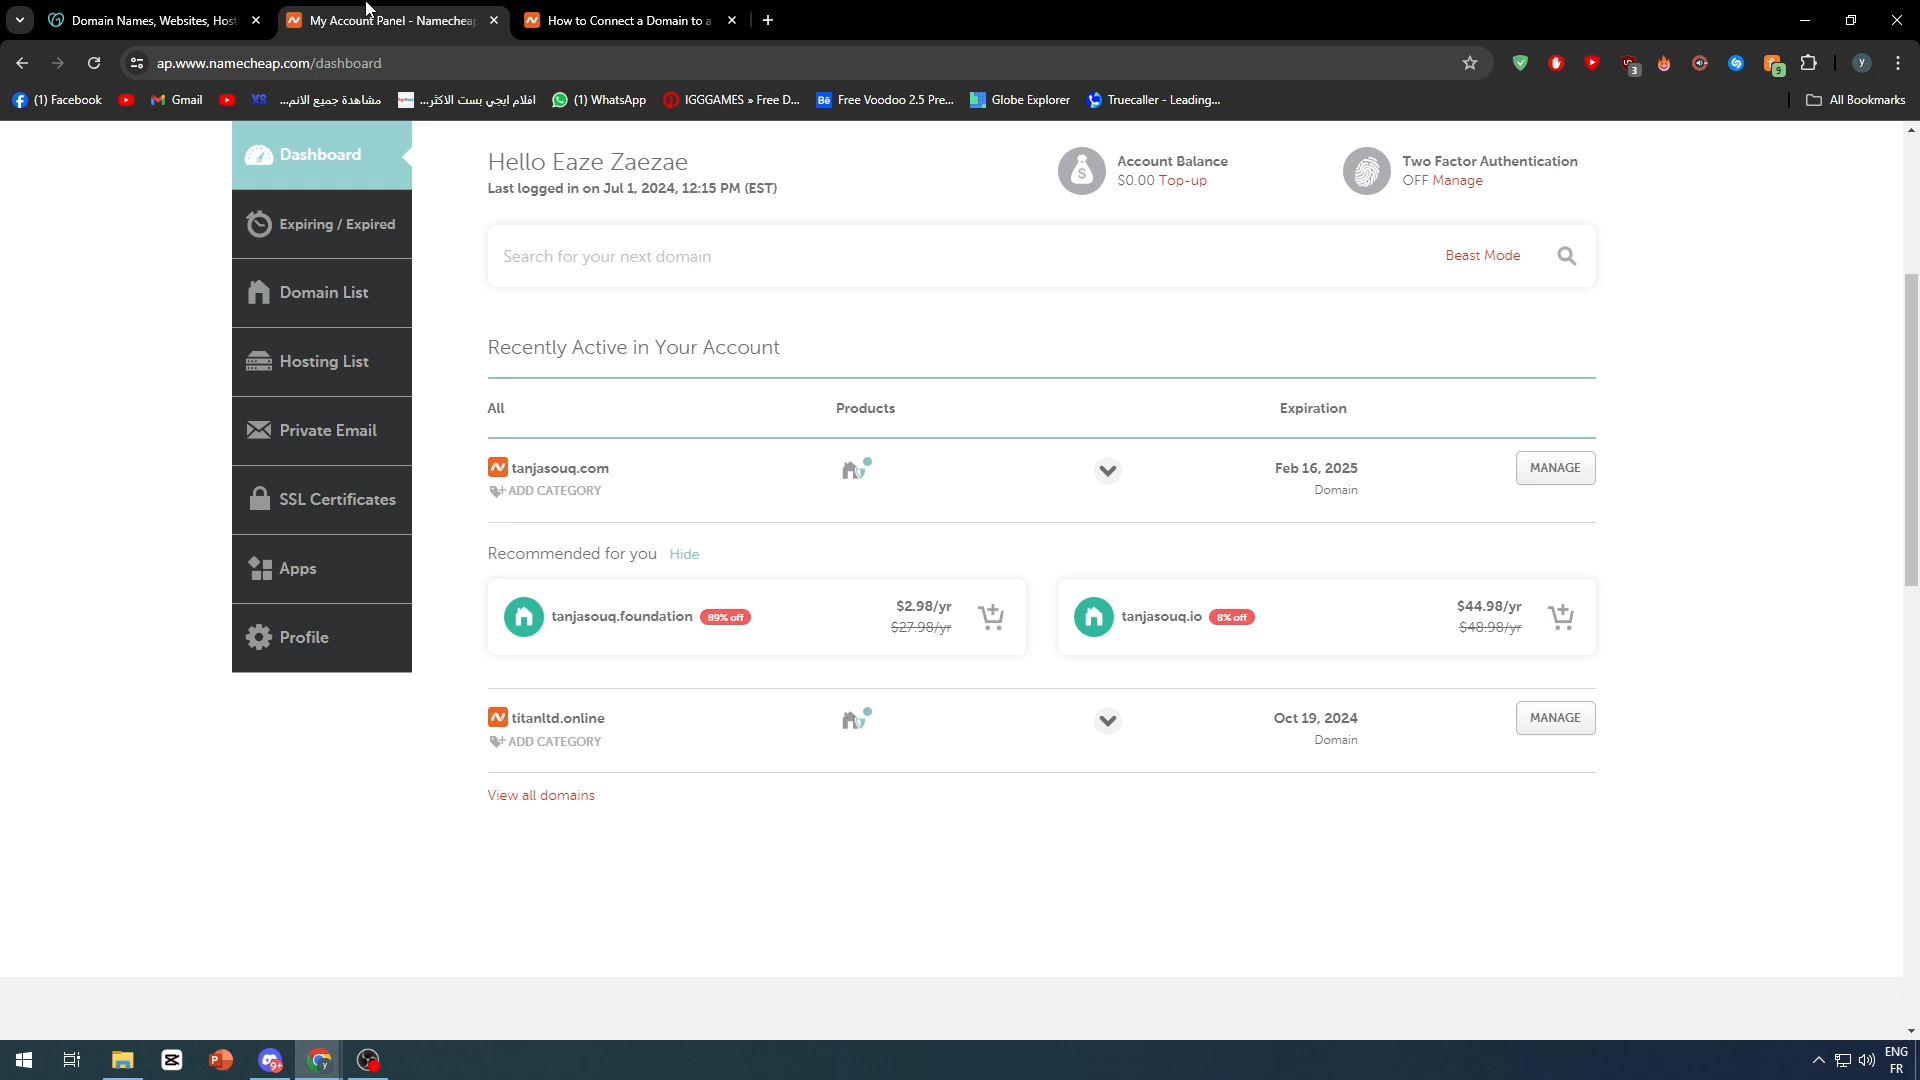 Domain Names, Websites, Host
My Account Panel - Namecheap
How to Connect a Domain to a
ap.www.namecheap.com/dashboard
3
9
y
(1) Facebook
Gmail
XS
مشاهدة جميع الانم...
افلام ايجي بست الاكثر...
(1) WhatsApp
IGGGAMES » Free D...
Bē
Free Voodoo 2.5 Pre...
Globe Explorer
Truecaller - Leading...
All Bookmarks
Dashboard
Expiring / Expired
Domain List
Hosting List
Private Email
SSL Certificates
Apps
Profile
Hello Eaze Zaezae
Last logged in on Jul 1, 2024, 12:15 PM (EST)
Account Balance
$0.00 Top-up
Two Factor Authentication
OFF Manage
Search for your next domain
Beast Mode
Recently Active in Your Account
All
Products
Expiration
tanjasouq.com
ADD CATEGORY
Feb 16, 2025
Domain
MANAGE
Recommended for you Hide
tanjasouq.foundation 89% off
$2.98/yr
$27.98/yr
tanjasouq.io 8% off
$44.98/yr
$48.98/yr
titanltd.online
ADD CATEGORY
Oct 19, 2024
Domain
MANAGE
View all domains
9+
ENG
FR